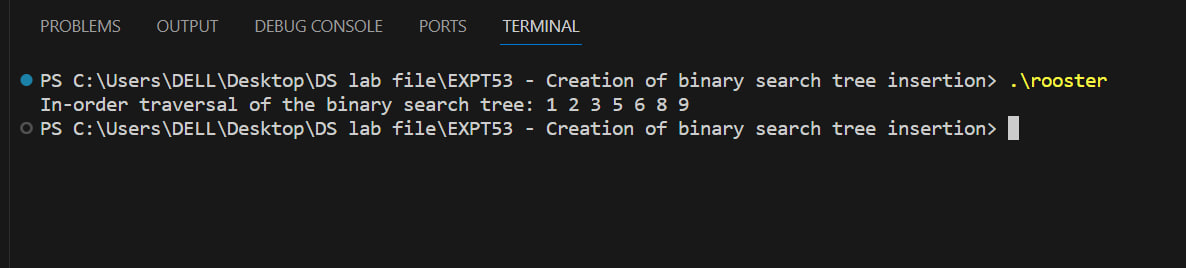 PROBLEMS OUTPUT DEBUG CONSOLE PORTS TERMINAL
PS C:\Users\DELL\Desktop\DS lab file\EXPT53 - Creation of binary search tree insertion> .\rooster
In-order traversal of the binary search tree: 1 2 3 5 6 8 9
PS C:\Users\DELL\Desktop\DS lab file\EXPT53 - Creation of binary search tree insertion>